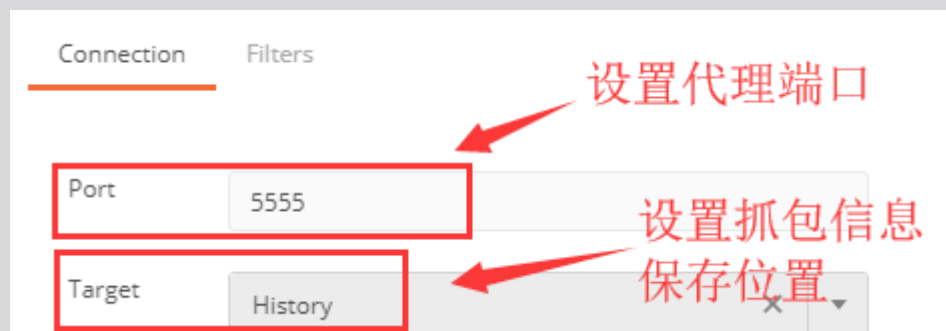 Connection Filters
设置代理端口
Port 5555
设置抓包信息
保存位置
Target History